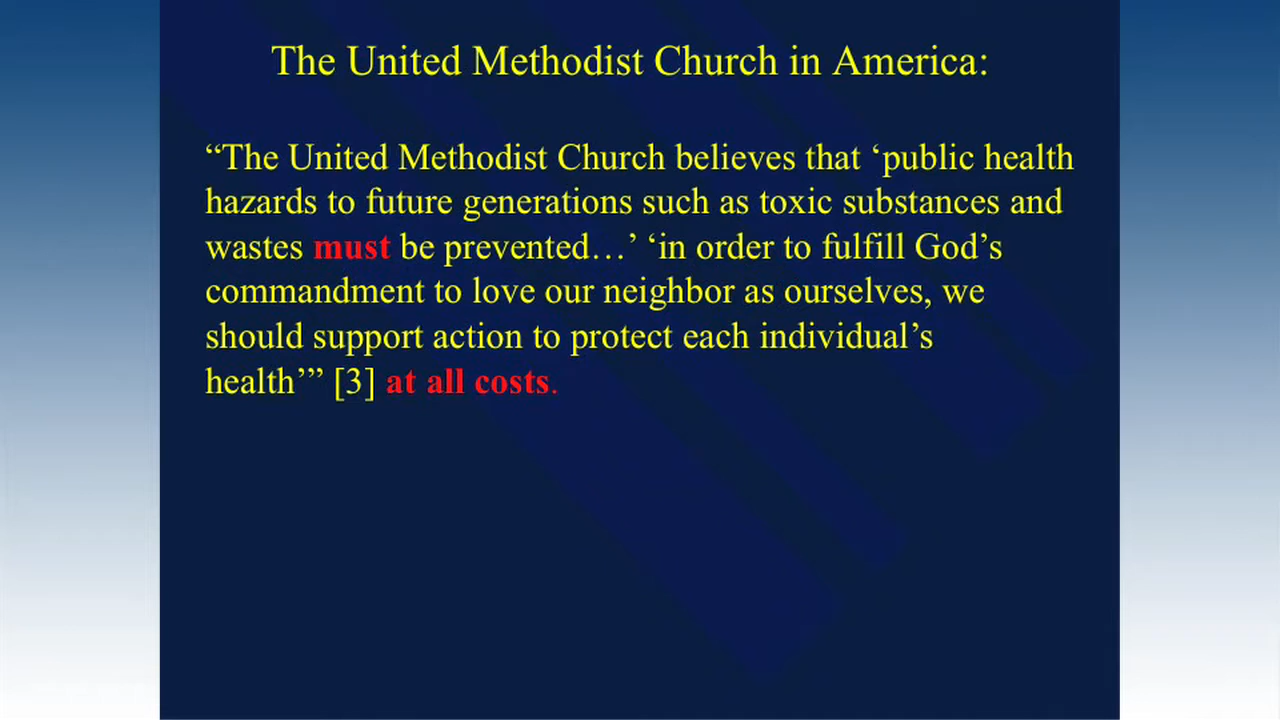 The United Methodist Church in America:
“The United Methodist Church believes that ‘public health
hazards to future generations such as toxic substances and
wastes must be prevented…’ ‘in order to fulfill God’s
commandment to love our neighbor as ourselves, we
should support action to protect each individual’s
health’” [3] at all costs.